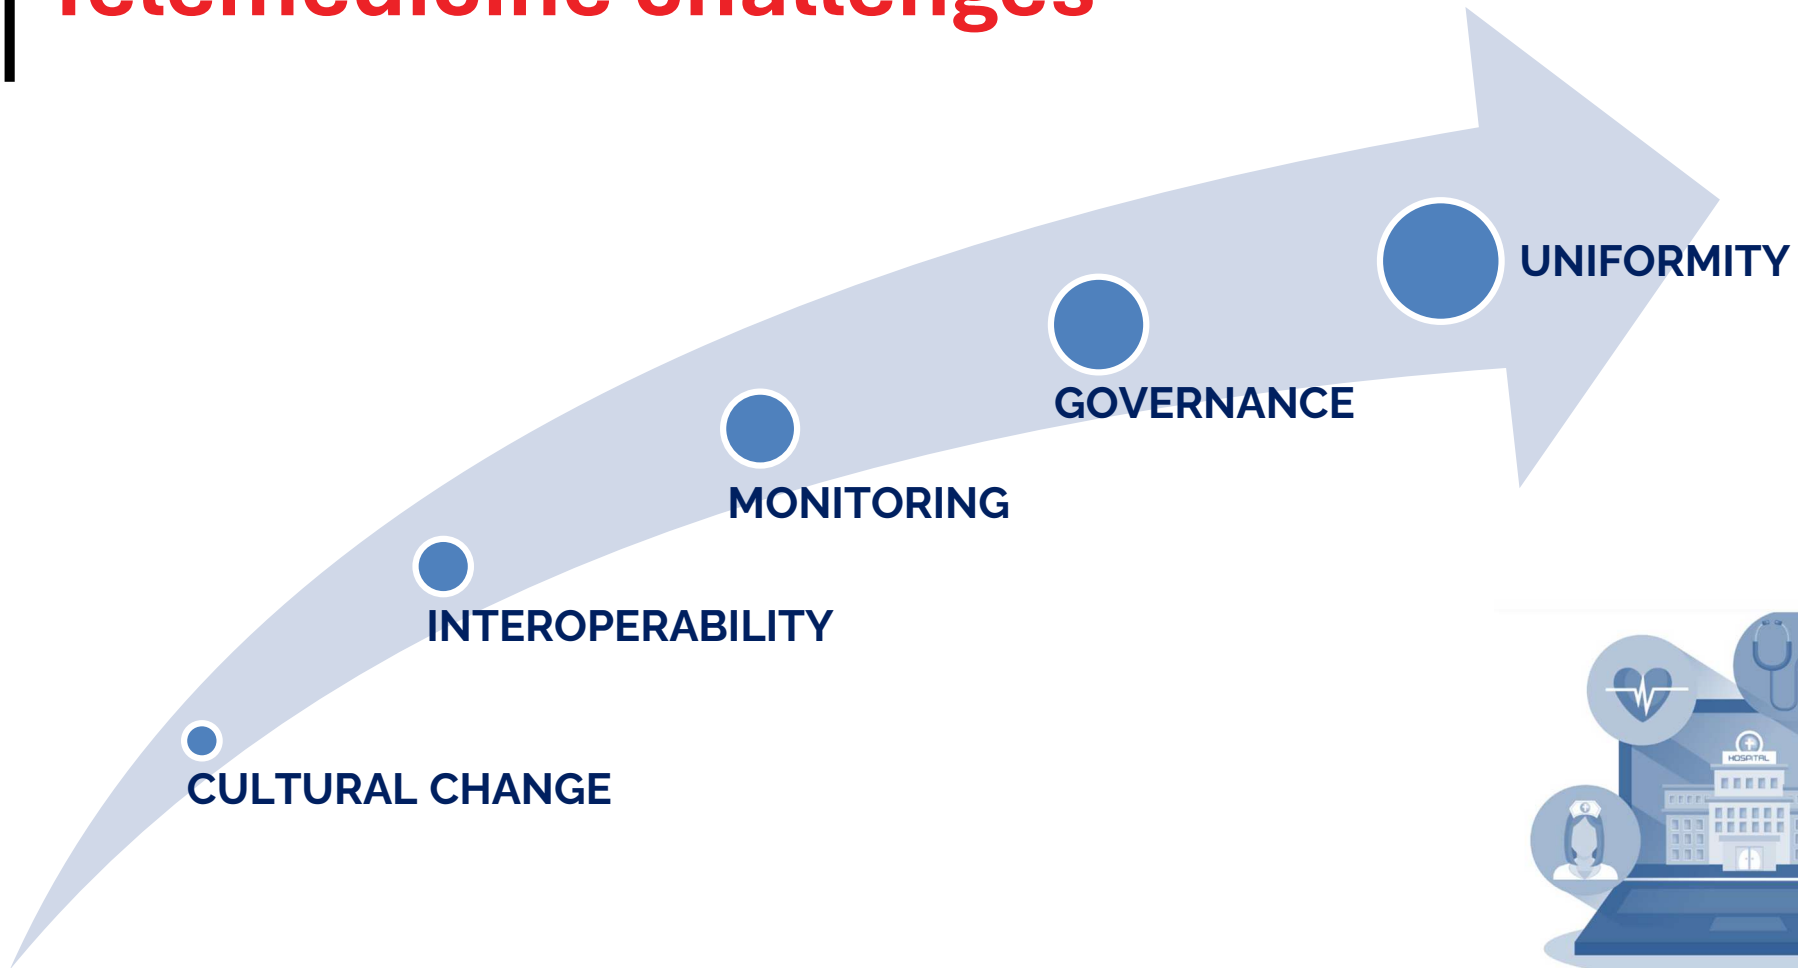 Telemedicine challenges
UNIFORMITY
GOVERNANCE
MONITORING
INTEROPERABILITY
CULTURAL CHANGE
HOSPITAL